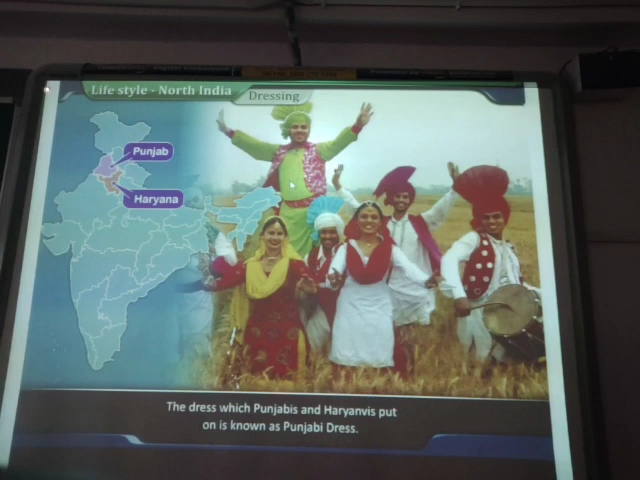 Life style - North India
Dressing
Punjab
Haryana
The dress which Punjabis and Haryanvis put
on is known as Punjabi Dress.